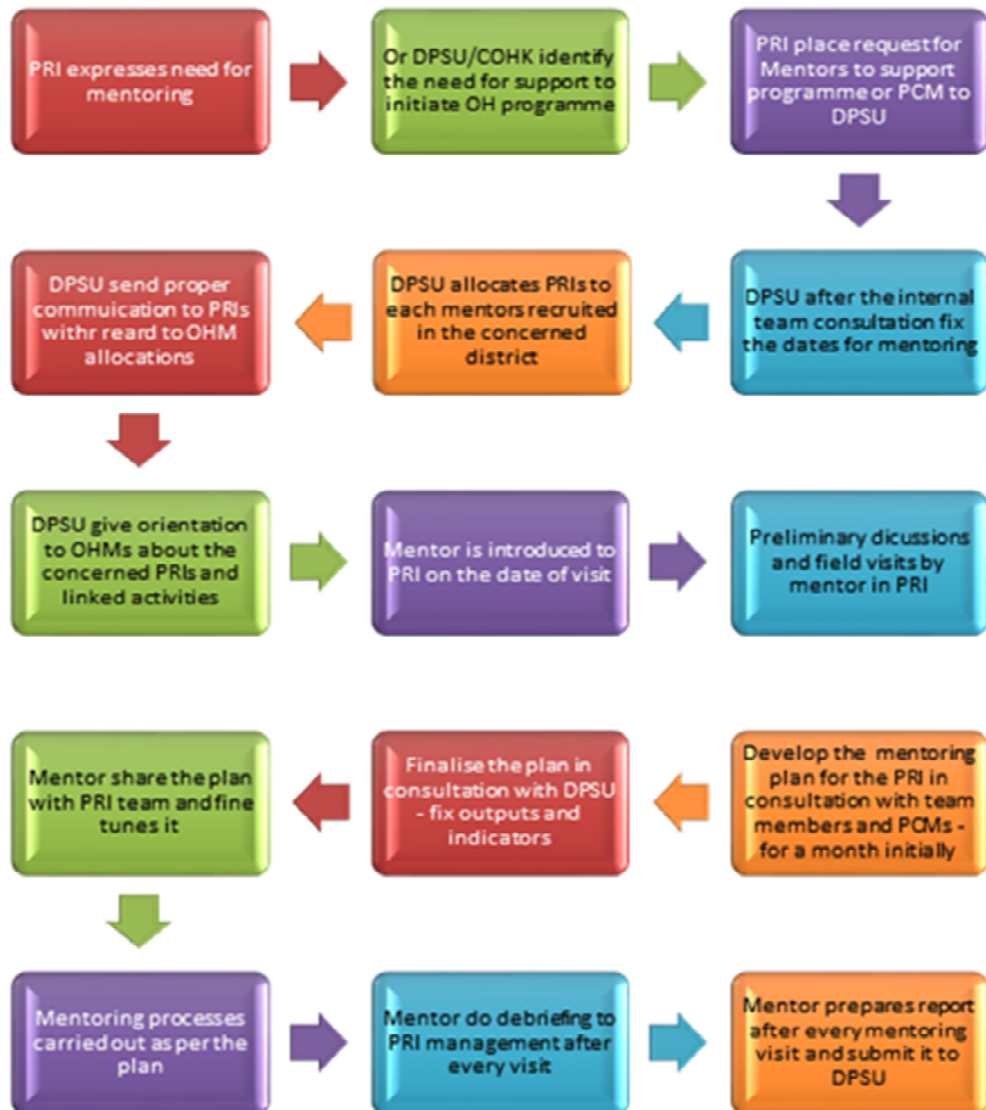 PRI expresses need for
mentoring
Or DPSU/COHK identify
the need for support to
initiate OH programme
PRI place request for
Mentors to support
programme or PCM to
DPSU
DPSU after the internal
team consultation fix
the dates for mentoring
DPSU allocates PRIs to
each mentors recruited
in the concerned
district
DPSU send proper
commuication to PRIs
withr reard to OHM
allocations
DPSU give orientation
to OHMs about the
concerned PRIs and
linked activities
Mentor is introduced to
PRI on the date of visit
Preliminary dicussions
and field visits by
mentor in PRI
Develop the mentoring
plan for the PRI in
consultation with team
members and PCMs -
for a month initially
Finalise the plan in
consultation with DPSU
- fix outputs and
indicators
Mentor share the plan
with PRI team and fine
tunes it
Mentoring processes
carried out as per the
plan
Mentor do debriefing to
PRI management after
every visit
Mentor prepares report
after every mentoring
visit and submit it to
DPSU